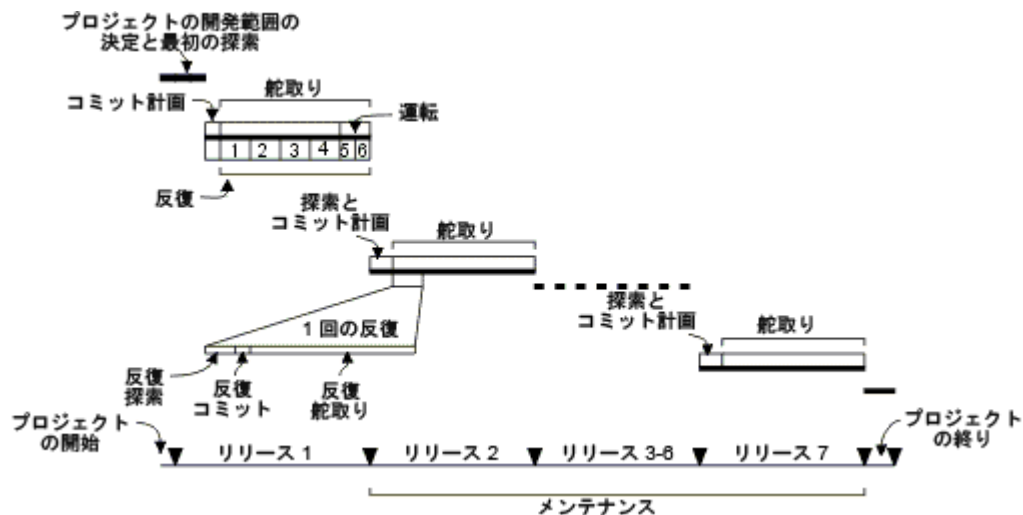 プロジェクトの開発範囲の
決定と最初の探索
コミット計画
舵取り
運転
1 2 3 4 5 6
反復
探索と
コミット計画
舵取り
1 回の反復
探索と
コミット計画
舵取り
反復
探索
反復
コミット
反復
舵取り
プロジェクト
の開始
リリース 1
リリース 2
リリース 3-6
リリース 7
プロジェクト
の終り
メンテナンス